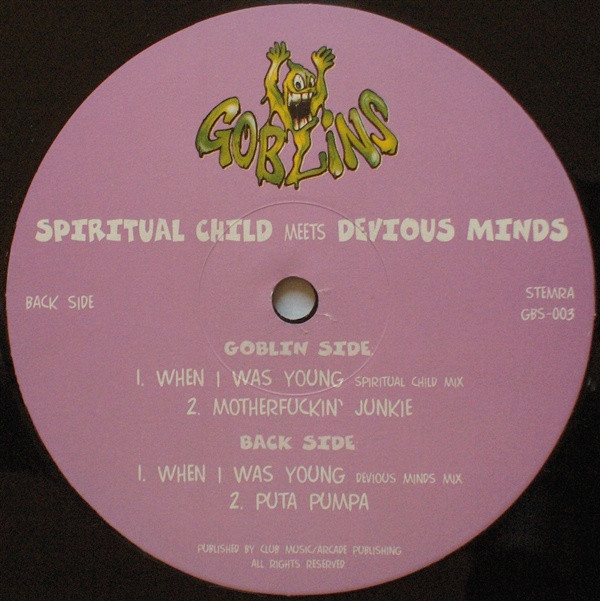 GOBLINS
SPIRITUAL CHILD MEETS DEVIOUS MINDS
BACK SIDE
STEMRA
GBS-003
GOBLIN SIDE
1. WHEN I WAS YOUNG SPIRITUAL CHILD MIX
2. MOTHERFUCKIN' JUNKIE
BACK SIDE
1. WHEN I WAS YOUNG DEVIOUS MINDS MIX
2. PUTA PUMPA
PUBLISHED BY CLUB MUSIC/ARCADE PUBLISHING
ALL RIGHTS RESERVED